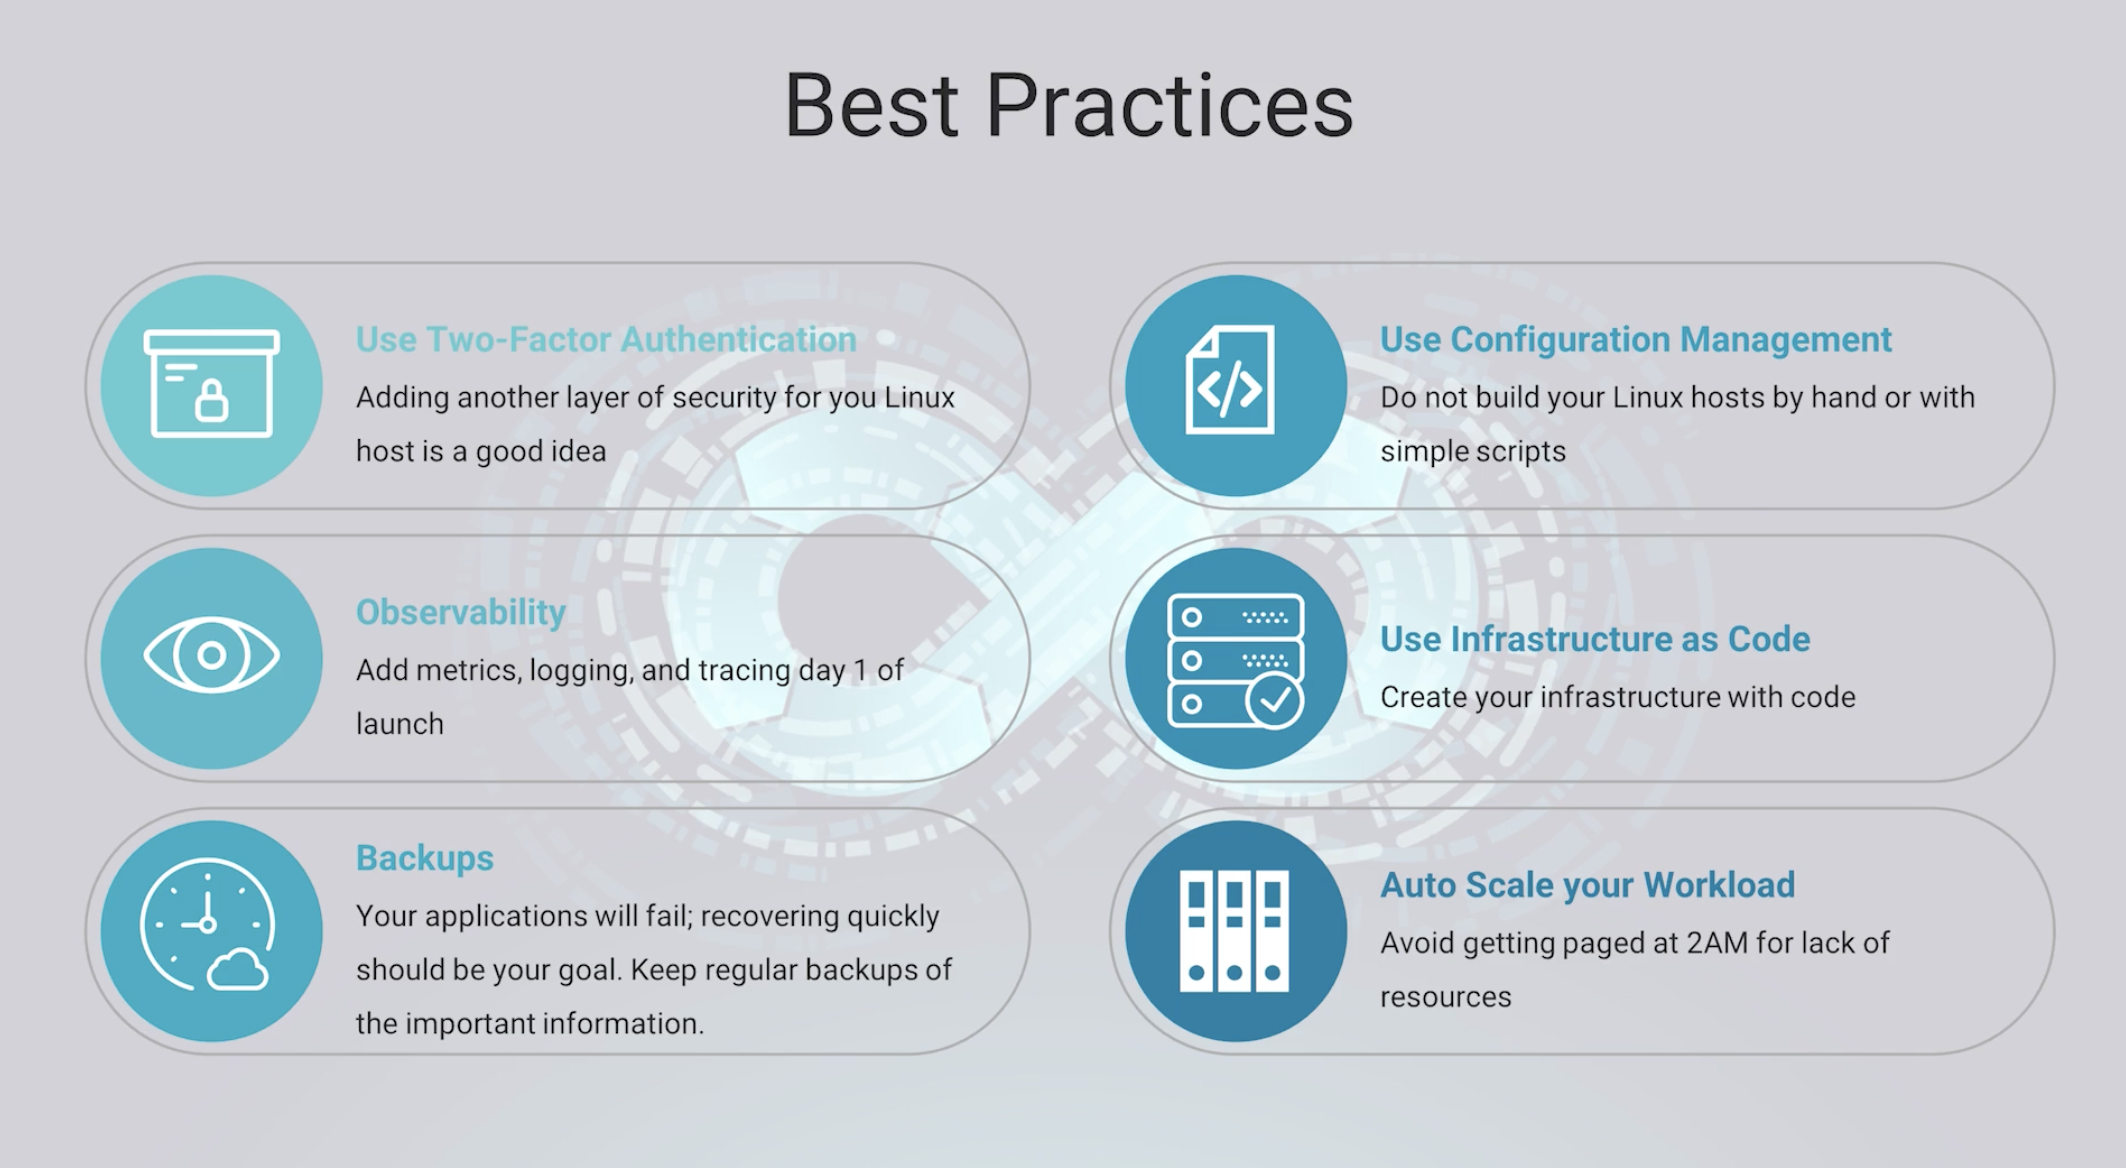 Best Practices
Use Two-Factor Authentication
Adding another layer of security for you Linux
host is a good idea
Observability
Add metrics, logging, and tracing day 1 of
launch
Backups
Your applications will fail; recovering quickly
should be your goal. Keep regular backups of
the important information.
Use Configuration Management
Do not build your Linux hosts by hand or with
simple scripts
Use Infrastructure as Code
Create your infrastructure with code
Auto Scale your Workload
Avoid getting paged at 2AM for lack of
resources